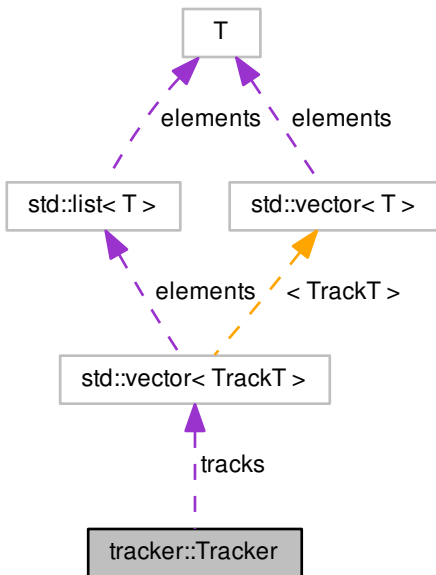 T
elements
elements
std::list< T >
std::vector< T >
elements
< TrackT >
std::vector< TrackT >
tracks
tracker::Tracker